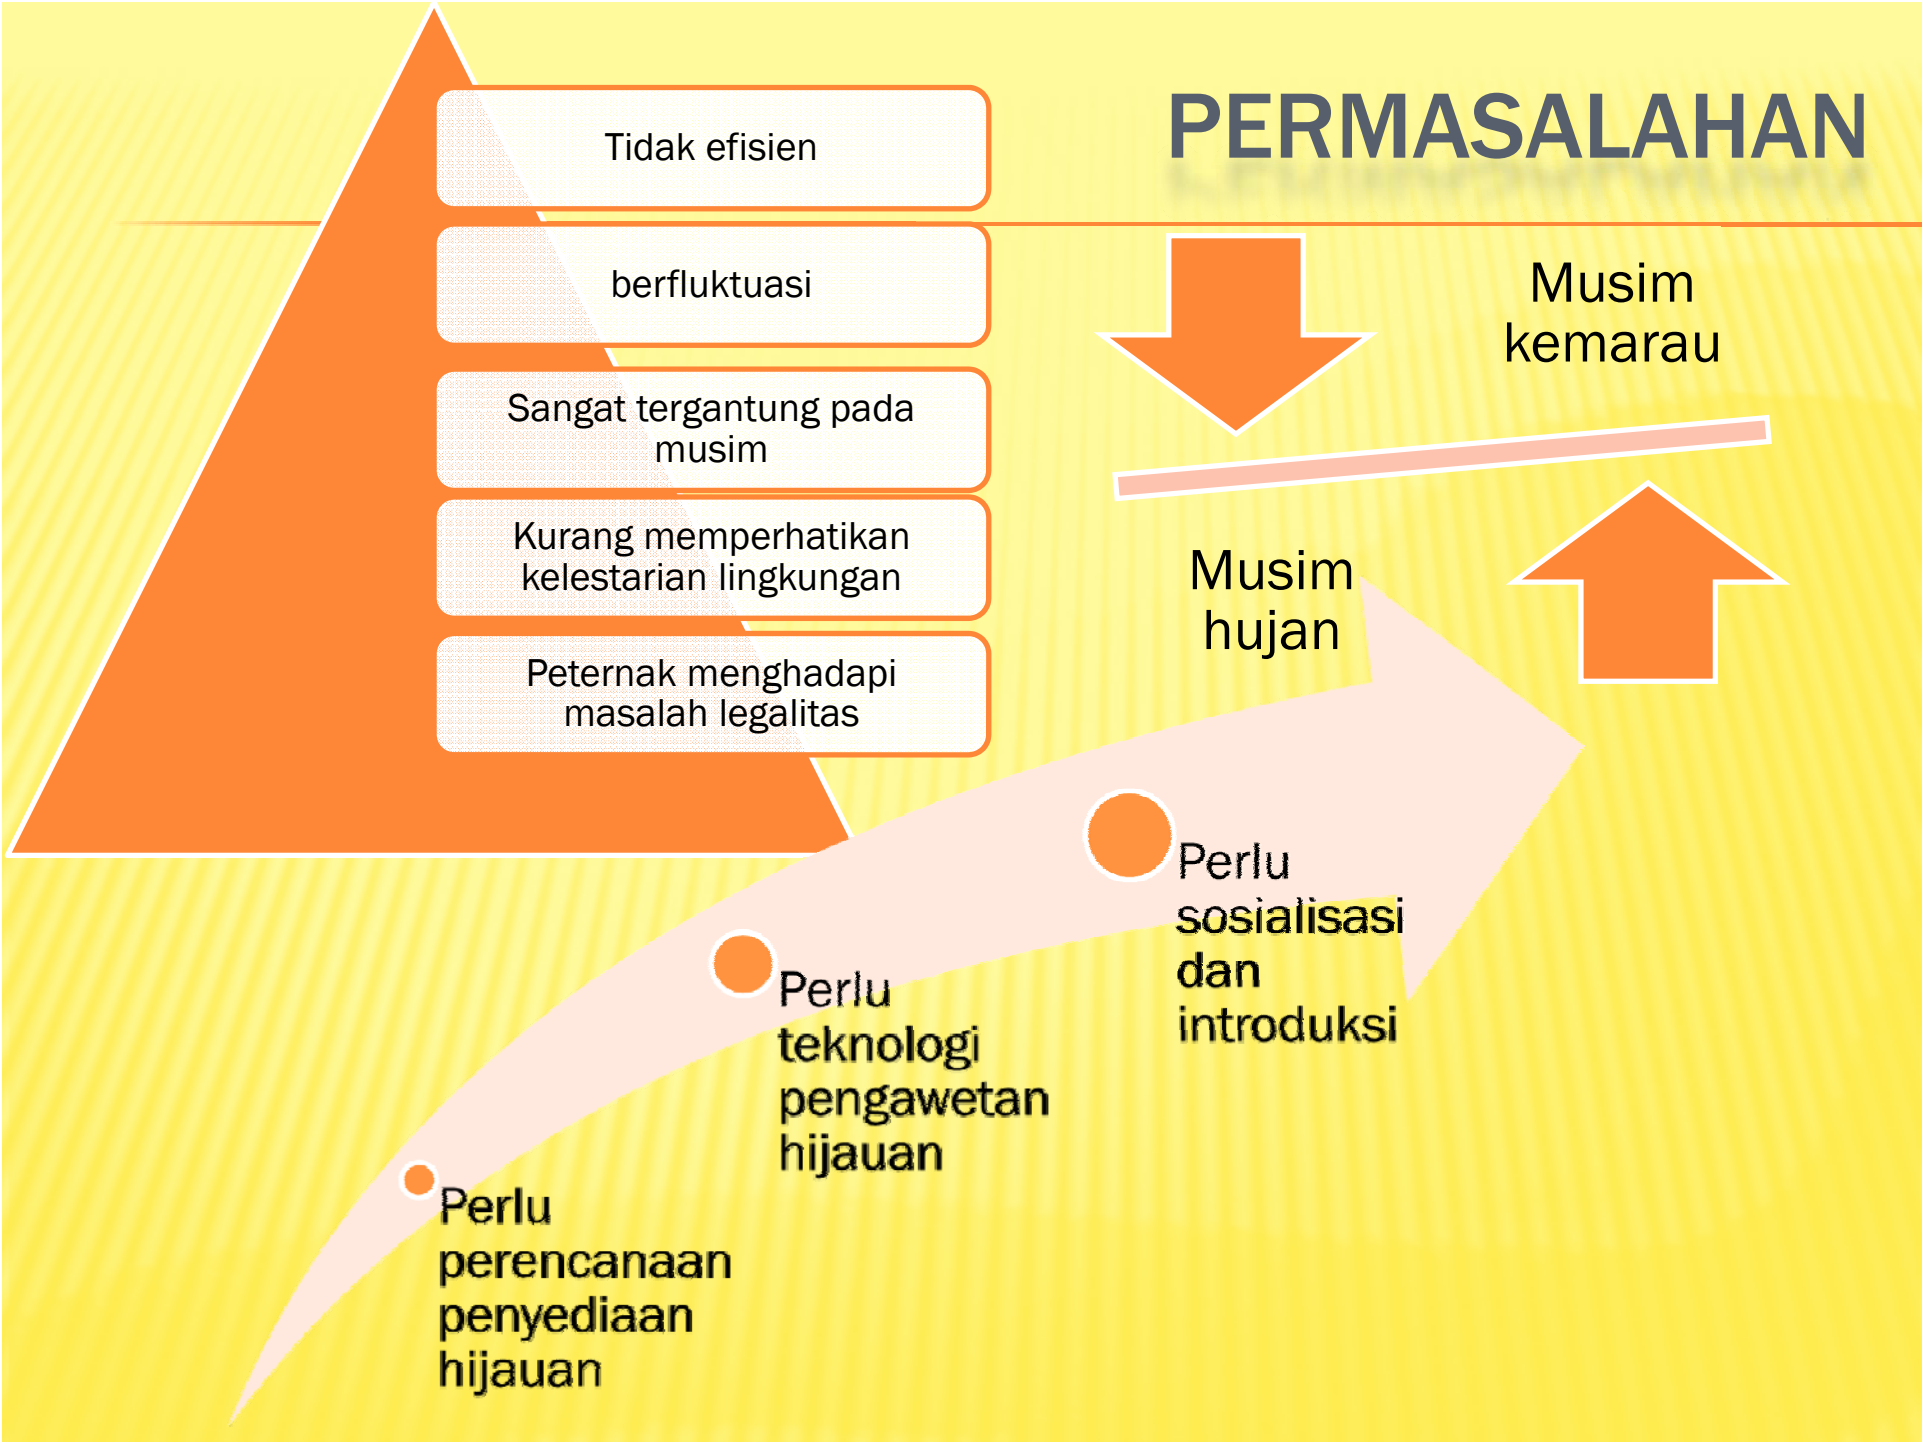 PERMASALAHAN
Tidak efisien
berfluktuasi
Sangat tergantung pada
musim
Kurang memperhatikan
kelestarian lingkungan
Peternak menghadapi
masalah legalitas
Musim
kemarau
Musim
hujan
Perlu
perencanaan
penyediaan
hijauan
Perlu
teknologi
pengawetan
hijauan
Perlu
sosialisasi
dan
introduksi